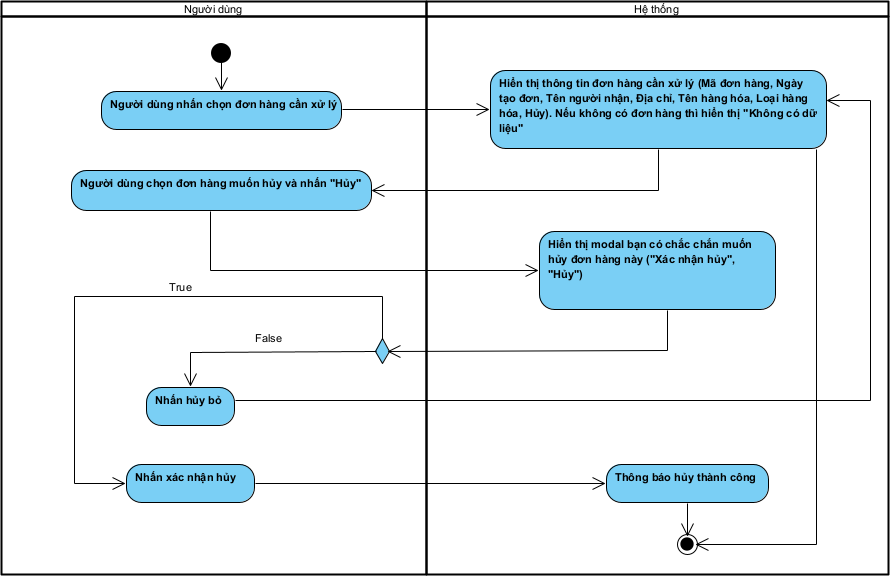 Người dùng
Hệ thống
Người dùng nhấn chọn đơn hàng cần xử lý
Hiển thị thông tin đơn hàng cần xử lý (Mã đơn hàng, Ngày
tạo đơn, Tên người nhận, Địa chỉ, Tên hàng hóa, Loại hàng
hóa, Hủy). Nếu không có đơn hàng thì hiển thị "Không có dữ
liệu"
Người dùng chọn đơn hàng muốn hủy và nhấn "Hủy"
Hiển thị modal bạn có chắc chắn muốn
hủy đơn hàng này ("Xác nhận hủy",
"Hủy")
True
False
Nhấn hủy bỏ
Nhấn xác nhận hủy
Thông báo hủy thành công